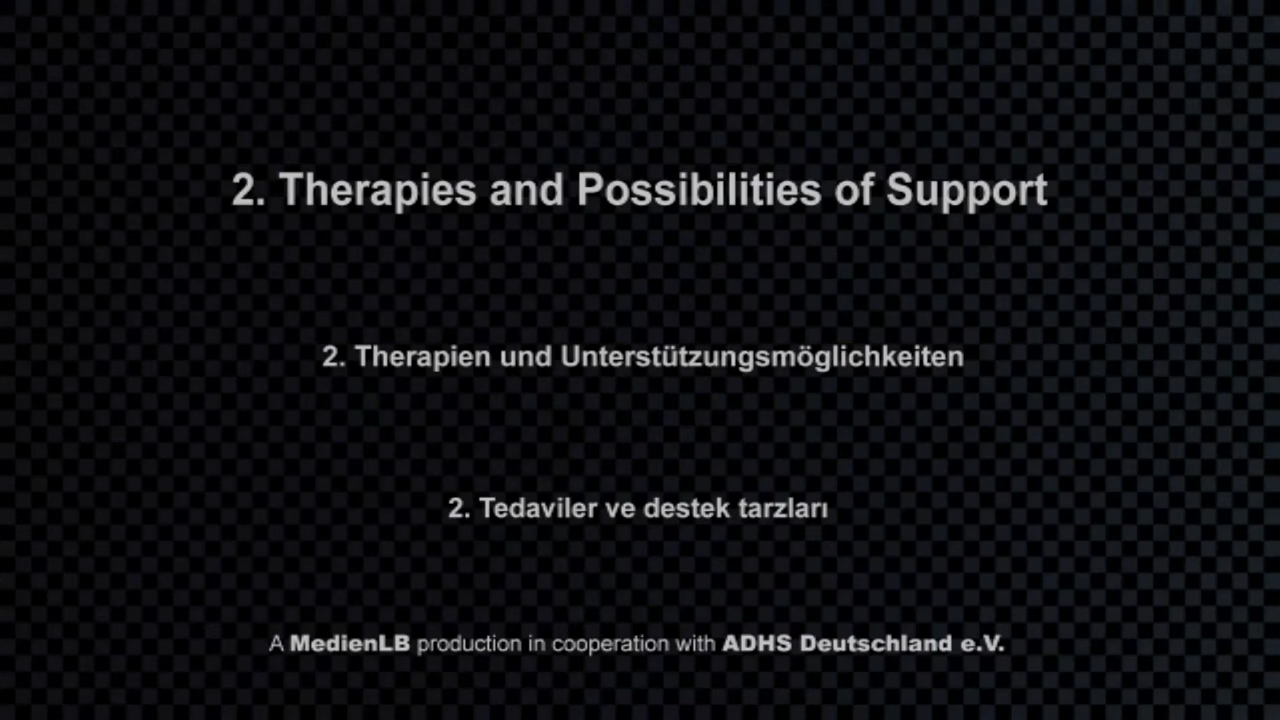 2. Therapies and Possibilities of Support
2. Therapien und Unterstützungsmöglichkeiten
2. Tedaviler ve destek tarzları
A MedienLB production in cooperation with ADHS Deutschland e.V.